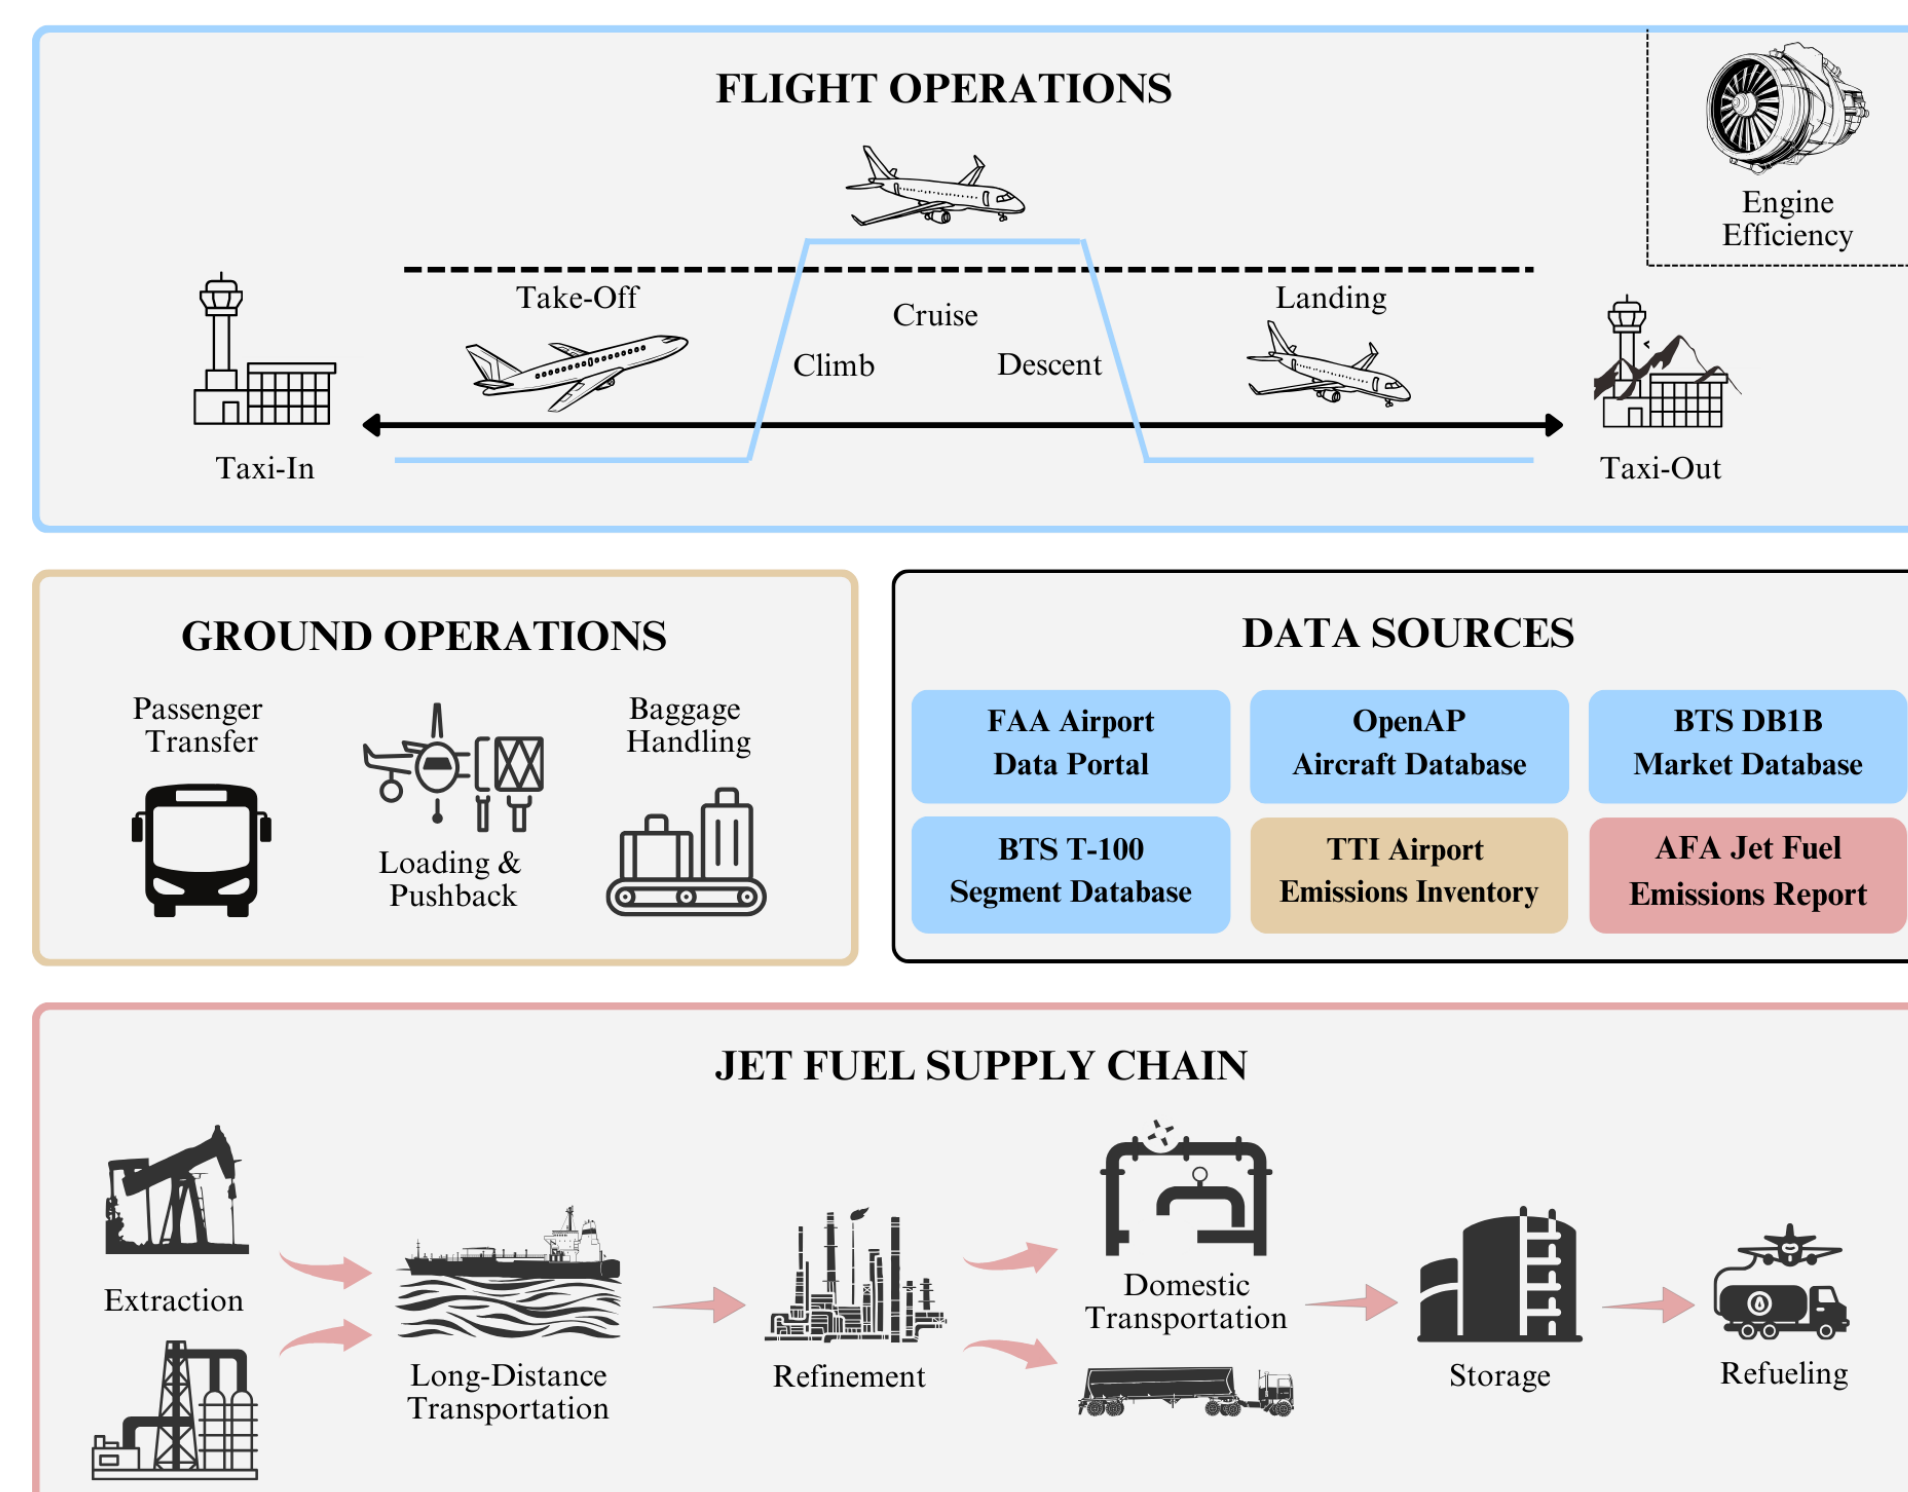 FLIGHT OPERATIONS
Engine
Efficiency
Take-Off
Cruise
Landing
Climb
Descent
Taxi-In
Taxi-Out
GROUND OPERATIONS
Passenger
Transfer
Loading &
Pushback
Baggage
Handling
DATA SOURCES
FAA Airport
Data Portal
OpenAP
Aircraft Database
BTS DB1B
Market Database
BTS T-100
Segment Database
TTI Airport
Emissions Inventory
AFA Jet Fuel
Emissions Report
JET FUEL SUPPLY CHAIN
Extraction
Long-Distance
Transportation
Refinement
Domestic
Transportation
Storage
Refueling